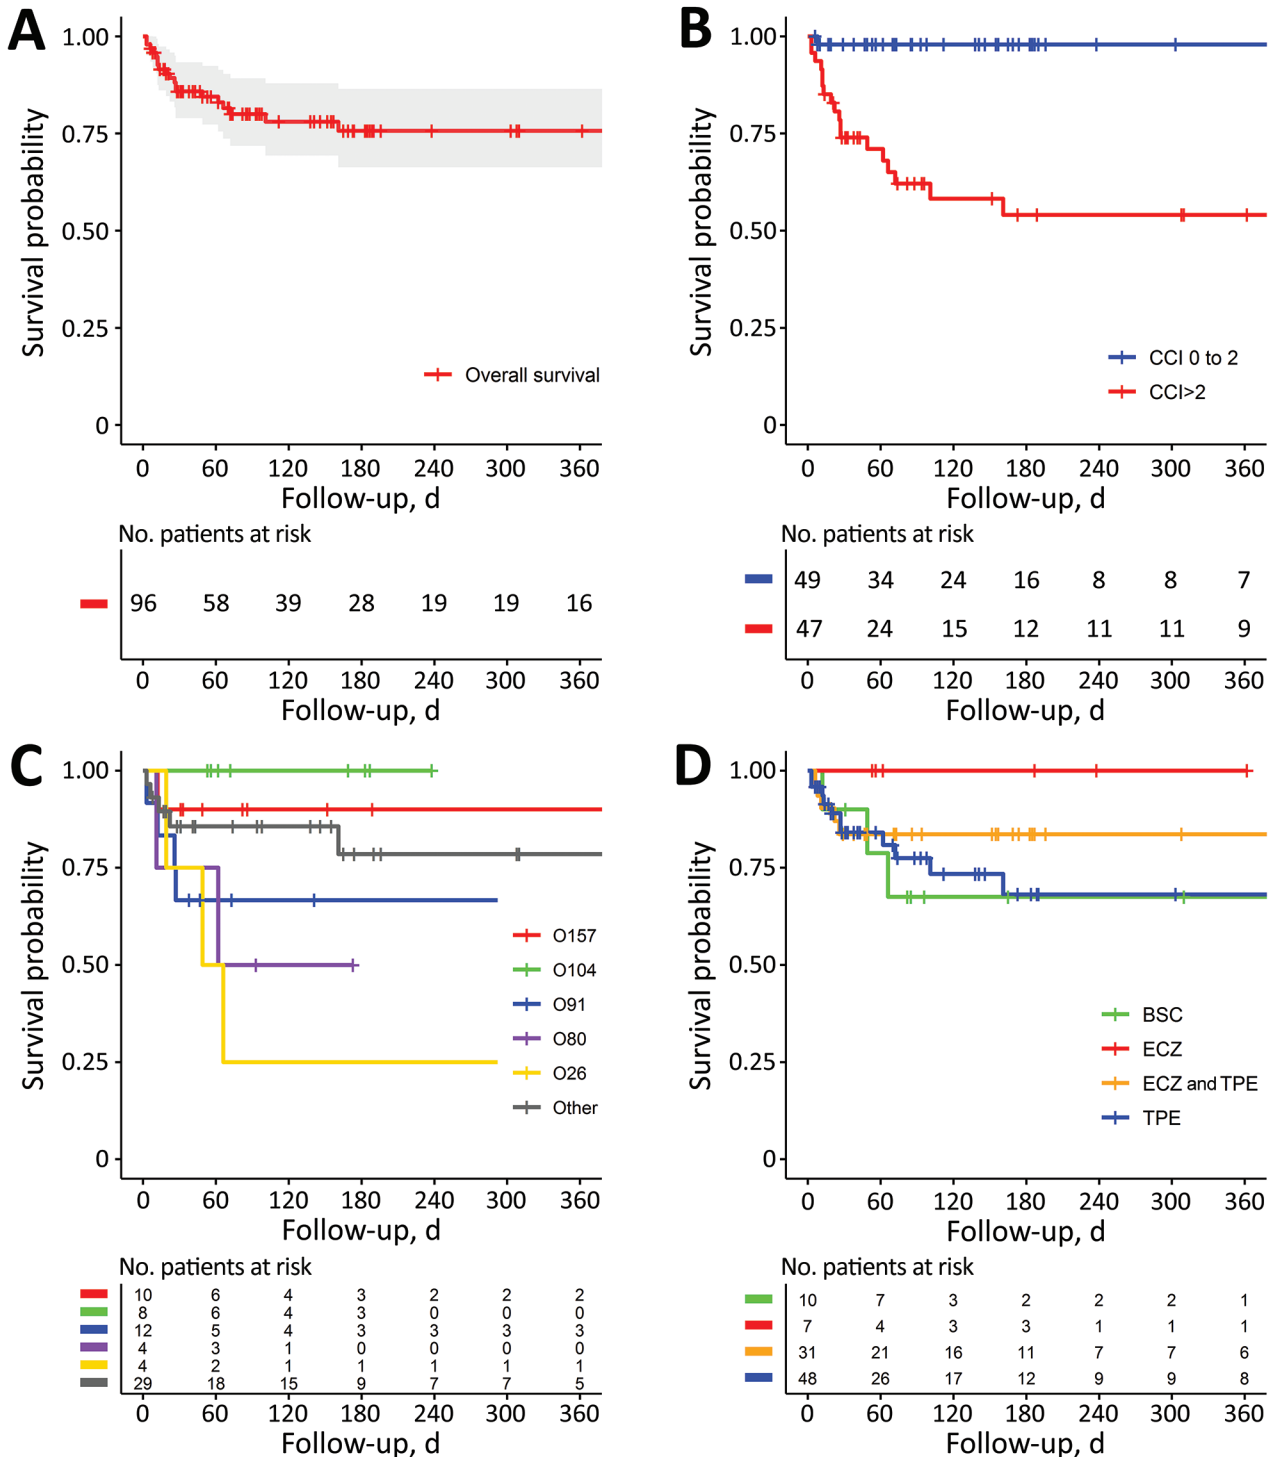 A
1.00
0.75
0.50
0.25
0
Survival probability
Overall survival
0 60 120 180 240 300 360
Follow-up, d
No. patients at risk
96 58 39 28 19 19 16
0 60 120 180 240 300 360
Follow-up, d
B
1.00
0.75
0.50
0.25
0
Survival probability
CCI 0 to 2
CCI>2
0 60 120 180 240 300 360
Follow-up, d
No. patients at risk
49 34 24 16 8 8 7
47 24 15 12 11 11 9
0 60 120 180 240 300 360
Follow-up, d
C
1.00
0.75
0.50
0.25
0
Survival probability
O157
O104
O91
O80
O26
Other
0 60 120 180 240 300 360
Follow-up, d
No. patients at risk
10 6 4 3 2 2 2
8 6 4 3 0 0 0
12 5 4 3 3 3 3
4 3 1 0 0 0 0
4 2 1 1 1 1 1
29 18 15 9 7 7 5
0 60 120 180 240 300 360
Follow-up, d
D
1.00
0.75
0.50
0.25
0
Survival probability
BSC
ECZ
ECZ and TPE
TPE
0 60 120 180 240 300 360
Follow-up, d
No. patients at risk
10 7 3 2 2 2 1
7 4 3 3 1 1 1
31 21 16 11 7 7 6
48 26 17 12 9 9 8
0 60 120 180 240 300 360
Follow-up, d